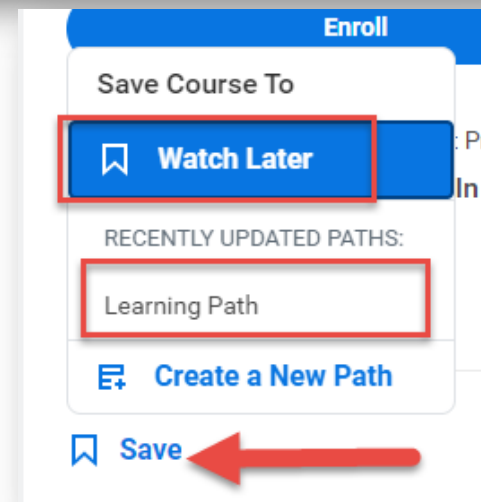 Enroll
Save Course To
Watch Later
RECENTLY UPDATED PATHS:
Learning Path
Create a New Path
Save